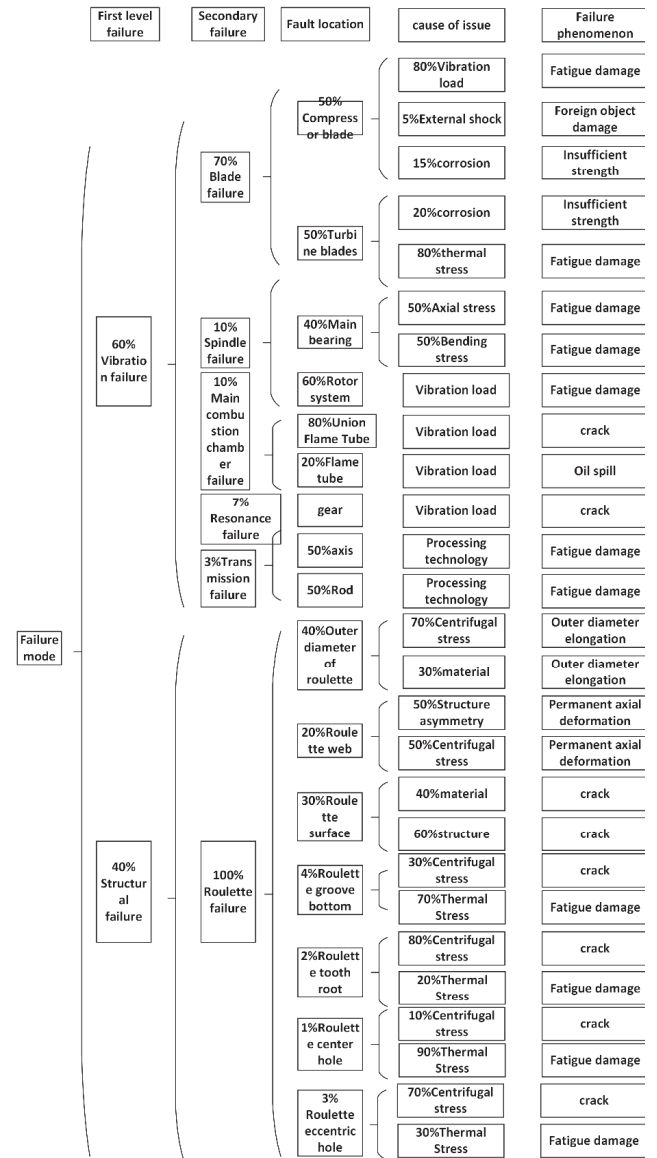 First level
failure
Secondary
failure
Fault location
cause of issue
Failure
phenomenon
80%Vibration
load
Fatigue damage
50%
Compress
or blade
5%External shock
Foreign object
damage
70%
Blade
failure
15%corrosion
Insufficient
strength
20%corrosion
Insufficient
strength
50%Turbi
ne blades
80%thermal
stress
Fatigue damage
60%
Vibratio
n failure
10%
Spindle
failure
40%Main
bearing
50%Axial stress
Fatigue damage
50%Bending
stress
Fatigue damage
60%Rotor
system
Vibration load
Fatigue damage
10%
Main
combu
stion
chamb
er
failure
80%Union
Flame Tube
Vibration load
crack
20%Flame
tube
Vibration load
Oil spill
7%
Resonance
failure
gear
Vibration load
crack
3%Trans
mission
failure
50%axis
Processing
technology
Fatigue damage
50%Rod
Processing
technology
Fatigue damage
Failure
mode
40%Outer
diameter
of
roulette
70%Centrifugal
stress
Outer diameter
elongation
30%material
Outer diameter
elongation
20%Roule
tte web
50%Structure
asymmetry
Permanent axial
deformation
50%Centrifugal
stress
Permanent axial
deformation
30%Roule
tte
surface
40%material
crack
60%structure
crack
40%
Structur
al
failure
100%
Roulette
failure
4%Roulett
e groove
bottom
30%Centrifugal
stress
crack
70%Thermal
Stress
Fatigue damage
2%Roulett
e tooth
root
80%Centrifugal
stress
crack
20%Thermal
Stress
Fatigue damage
1%Roulett
e center
hole
10%Centrifugal
stress
crack
90%Thermal
Stress
Fatigue damage
3%
Roulette
eccentric
hole
70%Centrifugal
stress
crack
30%Thermal
Stress
Fatigue damage